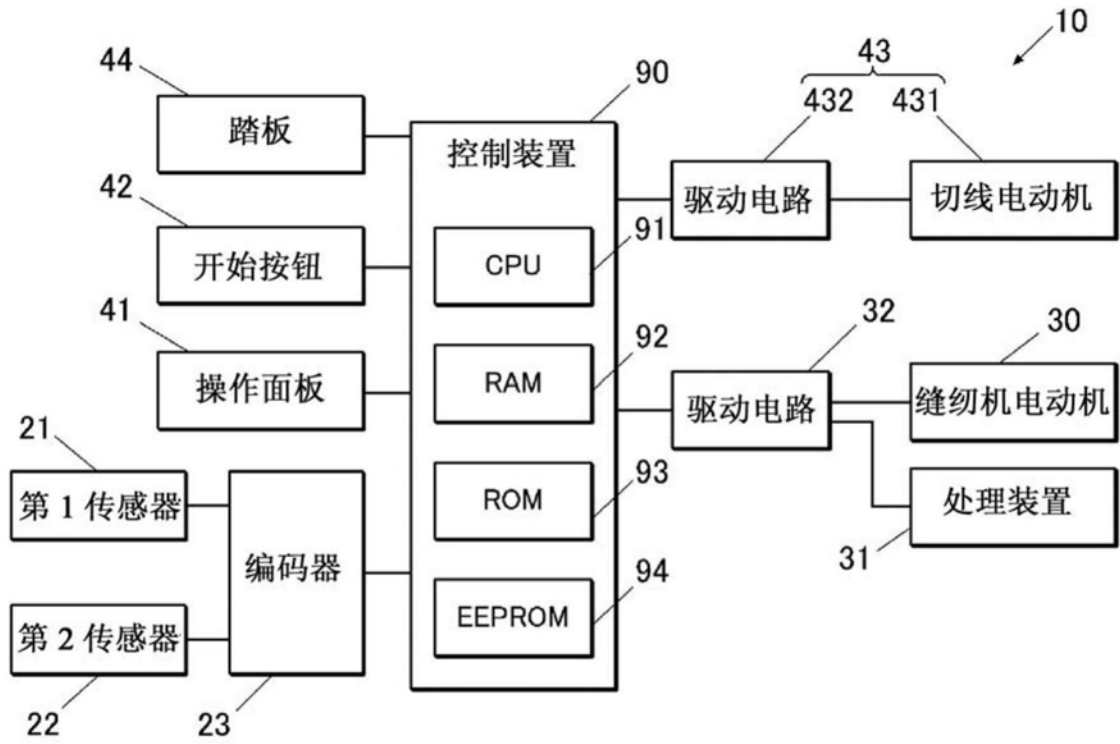 10
44
踏板
42
开始按钮
41
操作面板
21
第1传感器
第2传感器
22
编码器
23
90
控制装置
91
CPU
92
RAM
93
ROM
94
EEPROM
43
432
431
驱动电路
切线电动机
32
驱动电路
30
缝纫机电动机
处理装置
31